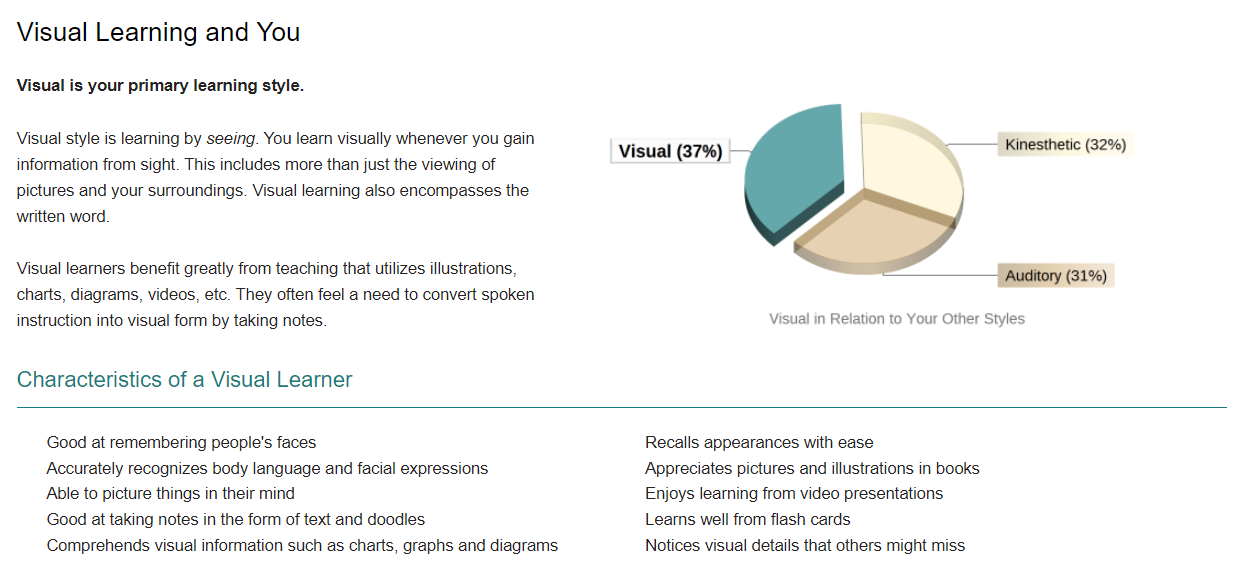 Visual Learning and You
Visual is your primary learning style.
Visual style is learning by seeing. You learn visually whenever you gain
information from sight. This includes more than just the viewing of
pictures and your surroundings. Visual learning also encompasses the
written word.
Visual learners benefit greatly from teaching that utilizes illustrations,
charts, diagrams, videos, etc. They often feel a need to convert spoken
instruction into visual form by taking notes.
Visual (37%)
Kinesthetic (32%)
Auditory (31%)
Visual in Relation to Your Other Styles
Characteristics of a Visual Learner
Good at remembering people's faces
Accurately recognizes body language and facial expressions
Able to picture things in their mind
Good at taking notes in the form of text and doodles
Comprehends visual information such as charts, graphs and diagrams
Recalls appearances with ease
Appreciates pictures and illustrations in books
Enjoys learning from video presentations
Learns well from flash cards
Notices visual details that others might miss